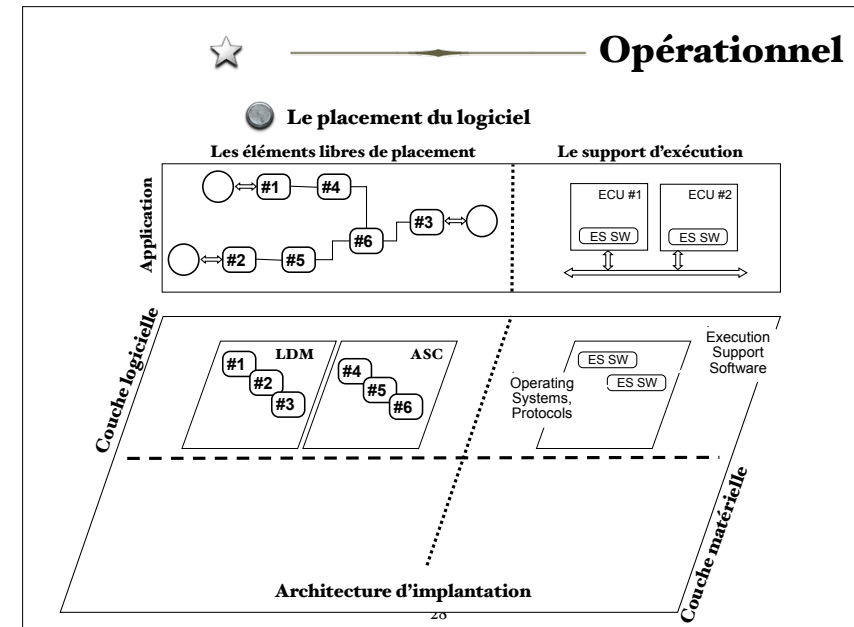 Opérationnel
Le placement du logiciel
Les éléments libres de placement
Le support d'exécution
Application
#1
#4
#3
#6
#2
#5
ECU #1
ECU #2
ES SW
ES SW
Couche logicielle
LDM
#1
#2
#3
ASC
#4
#5
#6
ES SW
ES SW
Operating
Systems,
Protocols
Execution
Support
Software
Couche matérielle
Architecture d'implantation
28